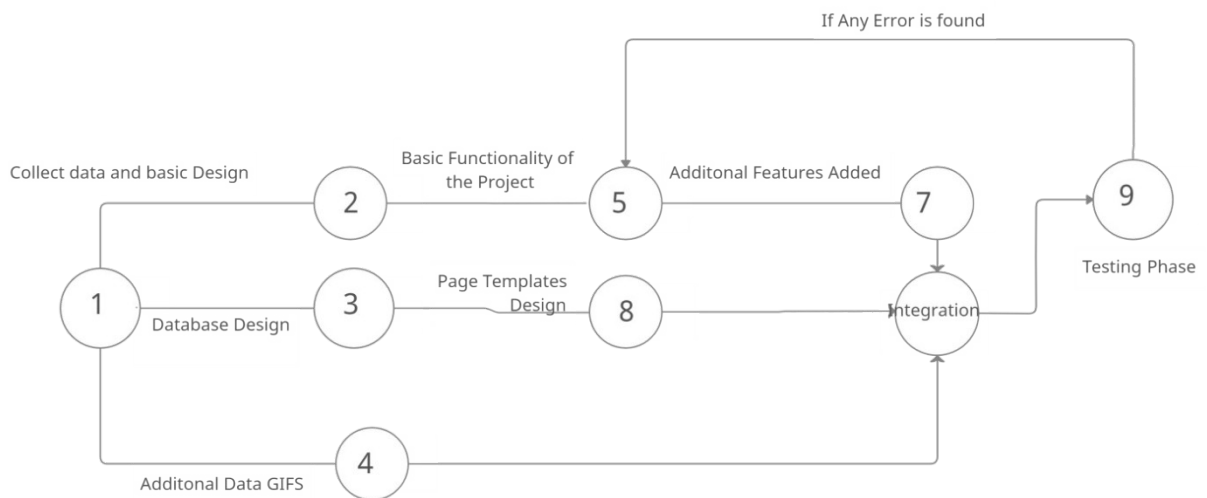 If Any Error is found
Collect data and basic Design
Basic Functionality of
the Project
Additonal Features Added
2
5
7
9
Testing Phase
1
Database Design
3
Page Templates
Design
8
Integration
4
Additonal Data GIFS